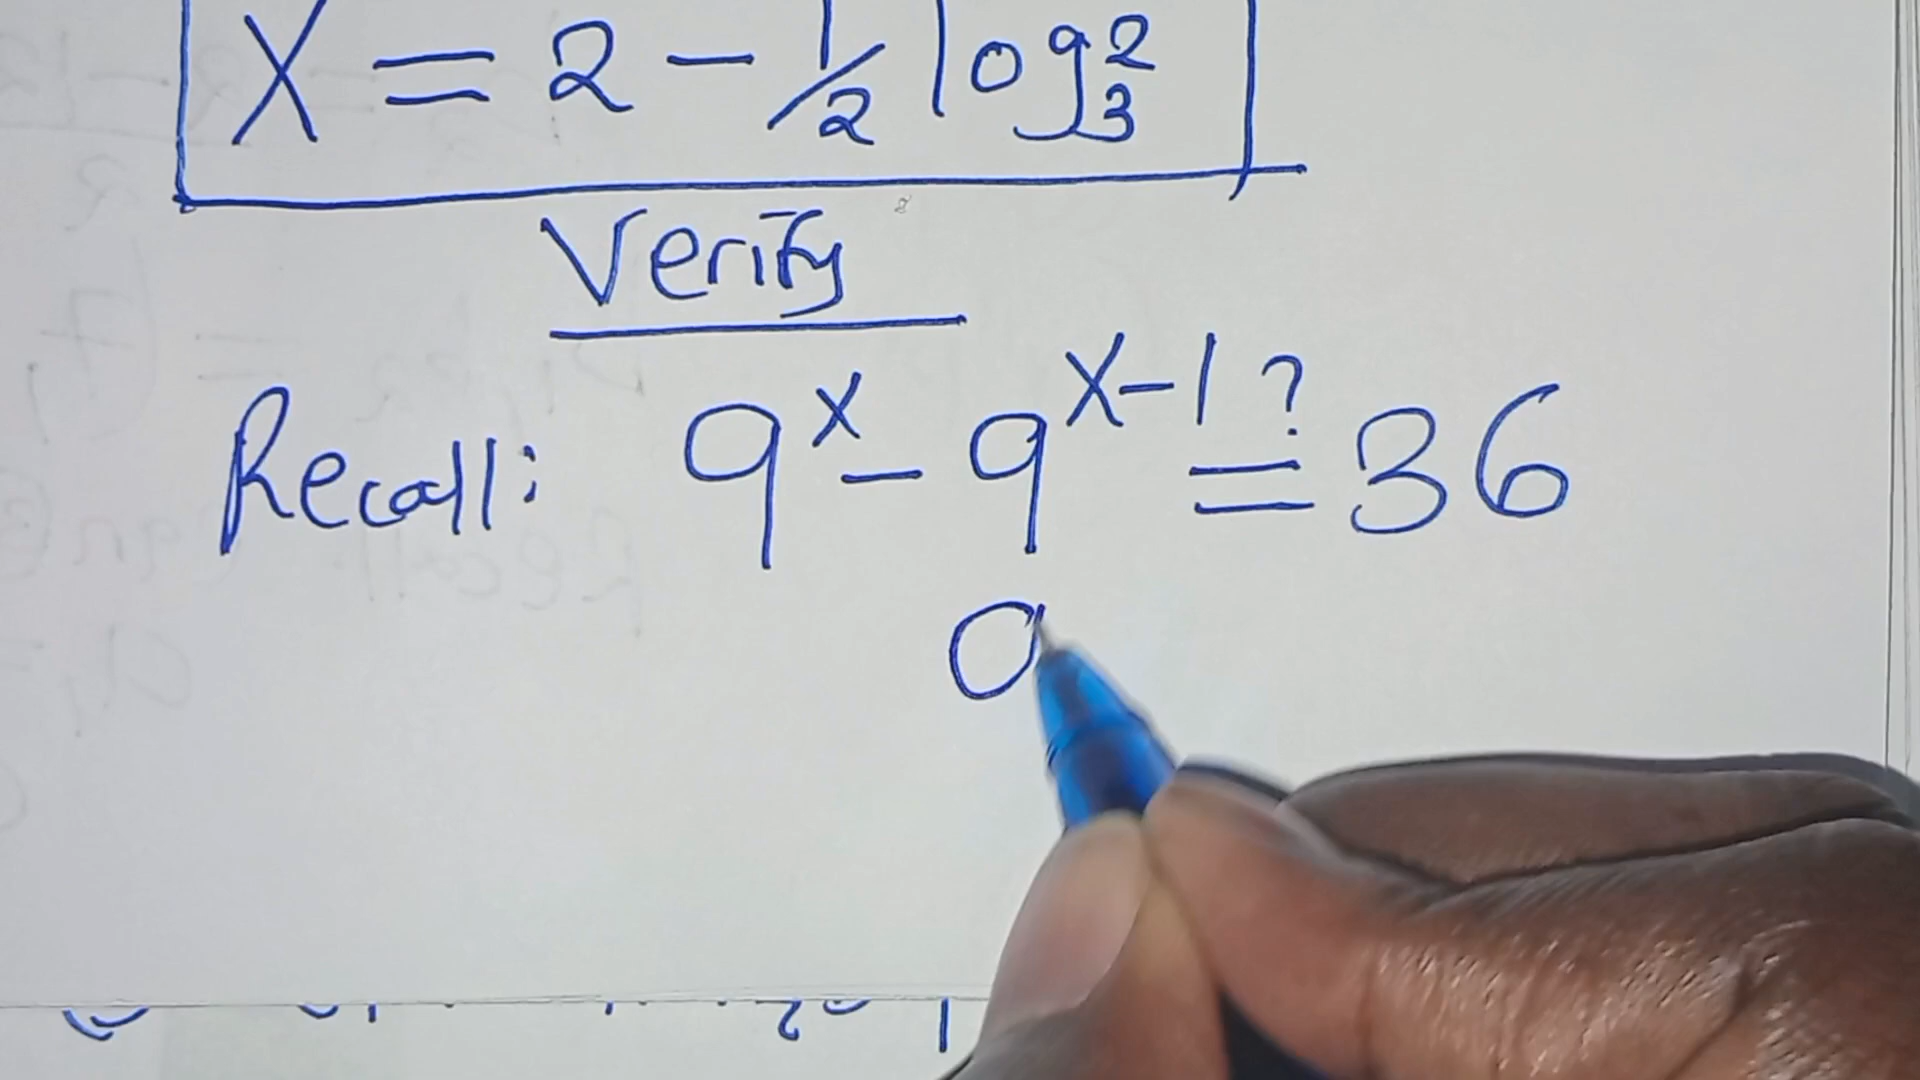 X = 2 - 1/2 log₃²
Verify
Recall: 9^x - 9^(x-1) ?= 36
9